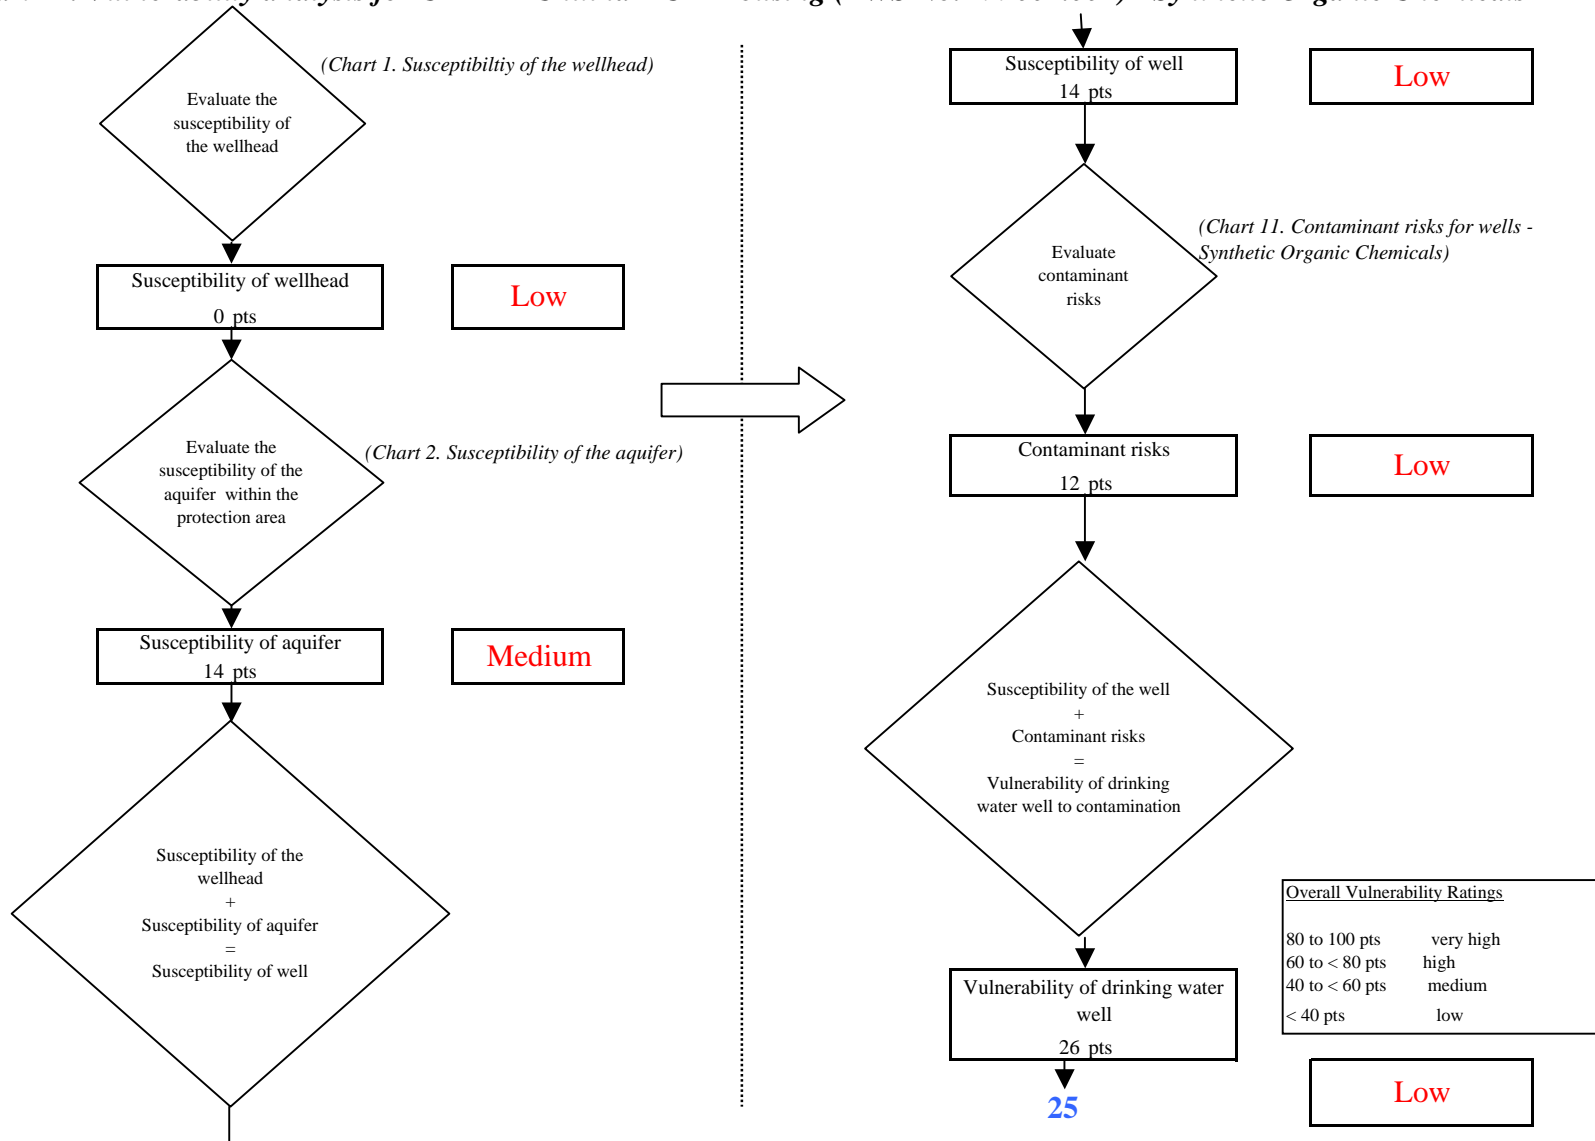 (Chart 1. Susceptibiltiy of the wellhead)
Evaluate the
susceptibility of
the wellhead
Susceptibility of wellhead
0 pts
Low
Evaluate the
susceptibility of the
aquifer within the
protection area
(Chart 2. Susceptibility of the aquifer)
Susceptibility of aquifer
14 pts
Medium
Susceptibility of the
wellhead
+
Susceptibility of aquifer
=
Susceptibility of well
Susceptibility of well
14 pts
Low
Evaluate
contaminant
risks
(Chart 11. Contaminant risks for wells -
Synthetic Organic Chemicals)
Contaminant risks
12 pts
Low
Susceptibility of the well
+
Contaminant risks
=
Vulnerability of drinking
water well to contamination
Vulnerability of drinking water
well
26 pts
25
Overall Vulnerability Ratings
80 to 100 pts very high
60 to < 80 pts high
40 to < 60 pts medium
< 40 pts low
Low